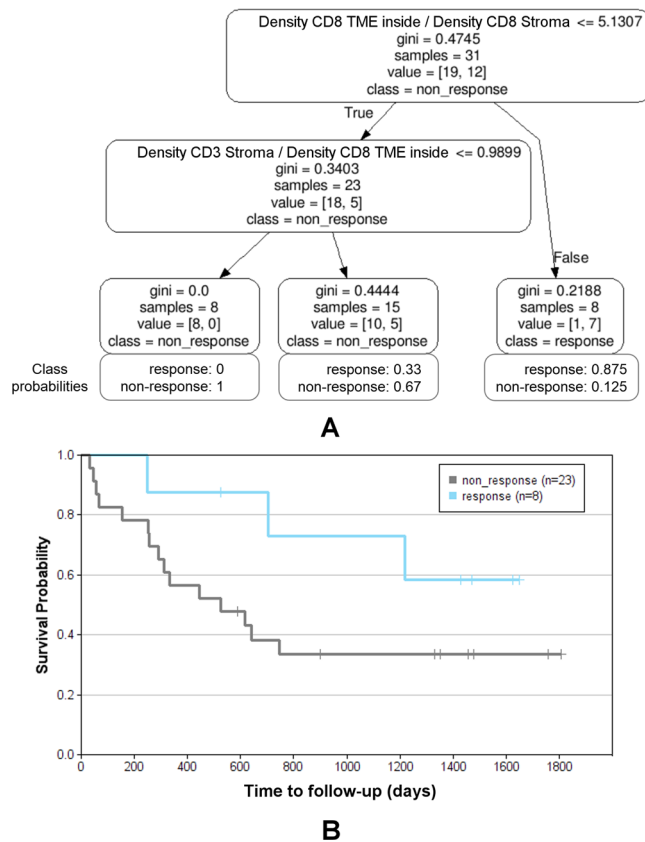 Density CD8 TME inside / Density CD8 Stroma <= 5.1307
gini = 0.4745
samples = 31
value = [19, 12]
class = non_response
True
Density CD3 Stroma / Density CD8 TME inside <= 0.9899
gini = 0.3403
samples = 23
value = [18, 5]
class = non_response
False
gini = 0.0
samples = 8
value = [8, 0]
class = non_response
gini = 0.4444
samples = 15
value = [10, 5]
class = non_response
gini = 0.2188
samples = 8
value = [1, 7]
class = response
Class
probabilities
response: 0
non-response: 1
response: 0.33
non-response: 0.67
response: 0.875
non-response: 0.125
A
1.0
0.8
0.6
0.4
0.2
0.0
Survival Probability
non_response (n=23)
response (n=8)
0 200 400 600 800 1000 1200 1400 1600 1800
Time to follow-up (days)
B